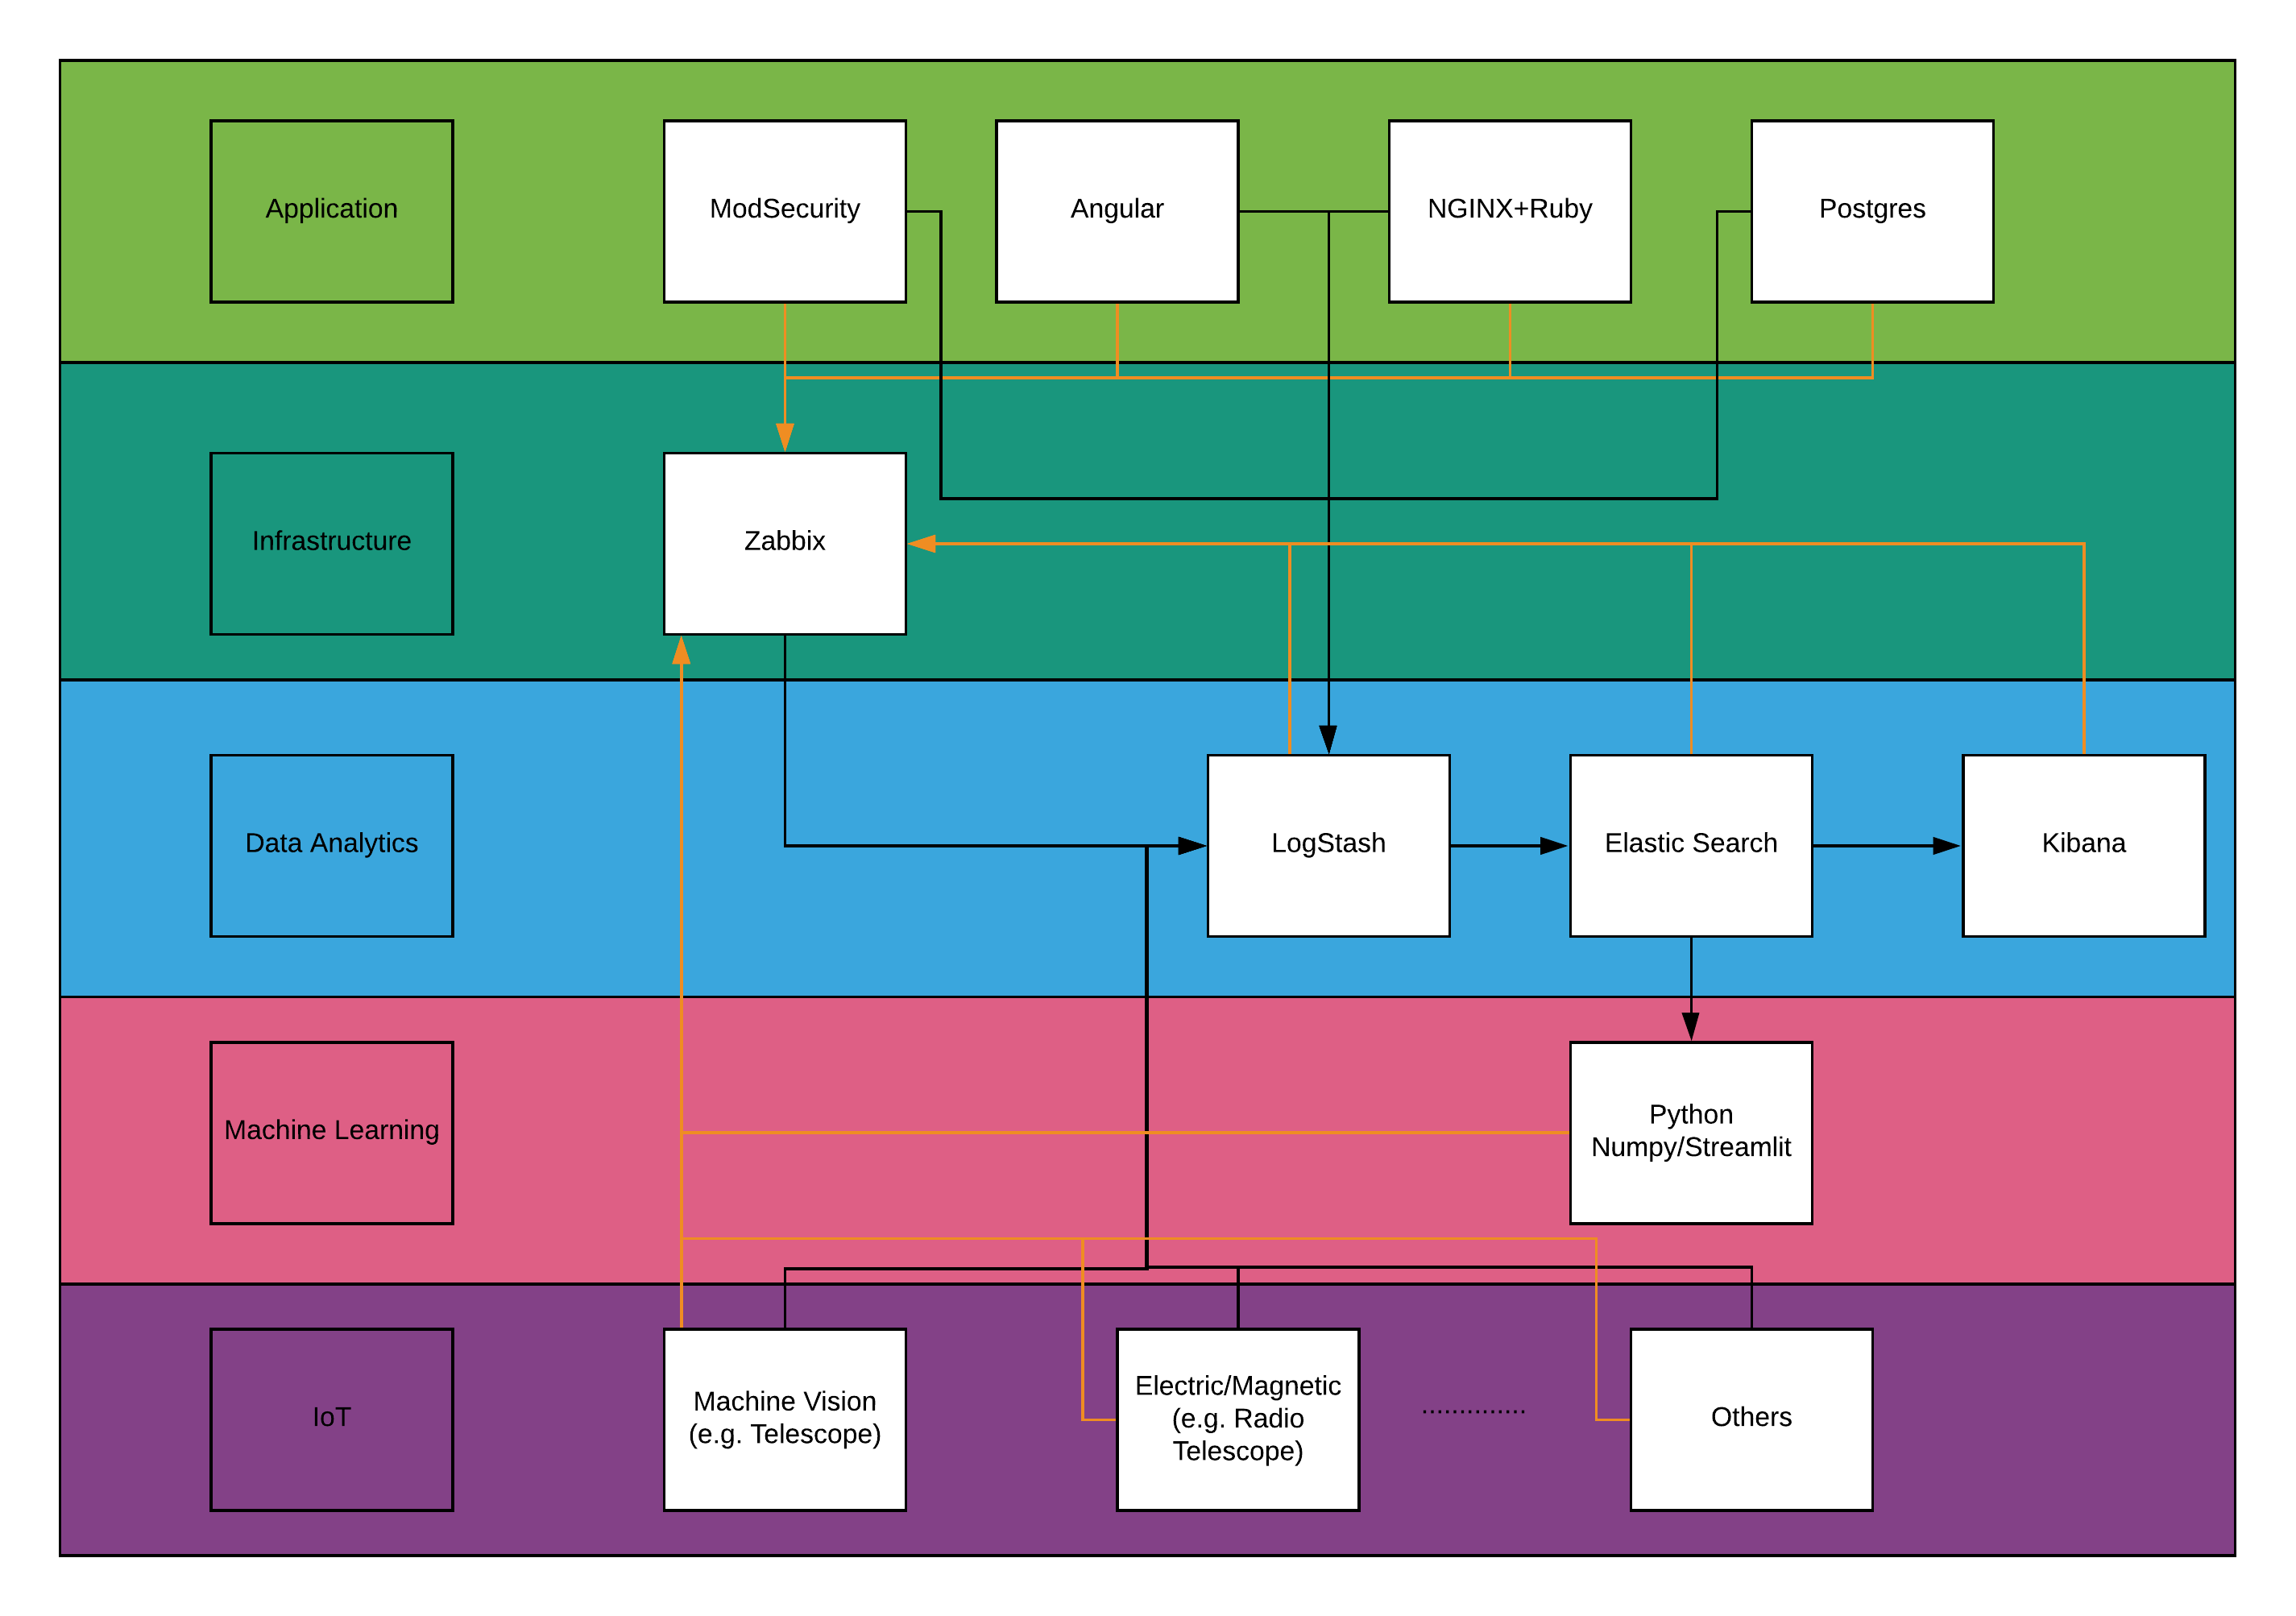 Application
ModSecurity
Angular
NGINX+Ruby
Postgres
Infrastructure
Zabbix
Data Analytics
LogStash
Elastic Search
Kibana
Machine Learning
Python
Numpy/Streamlit
IoT
Machine Vision
(e.g. Telescope)
Electric/Magnetic
(e.g. Radio
Telescope)
.............
Others